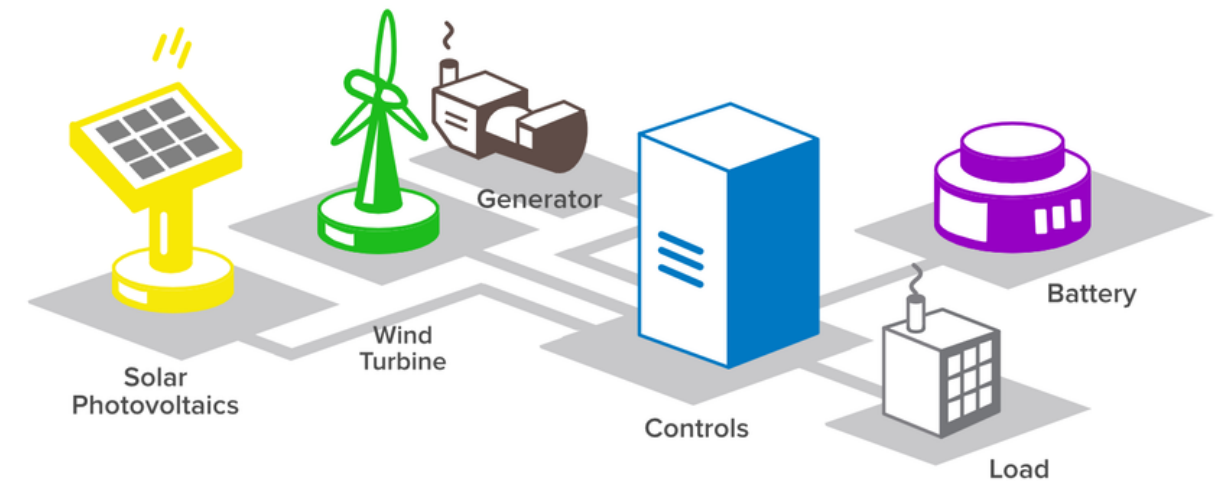 Generator
Battery
Wind
Turbine
Solar
Photovoltaics
Controls
Load